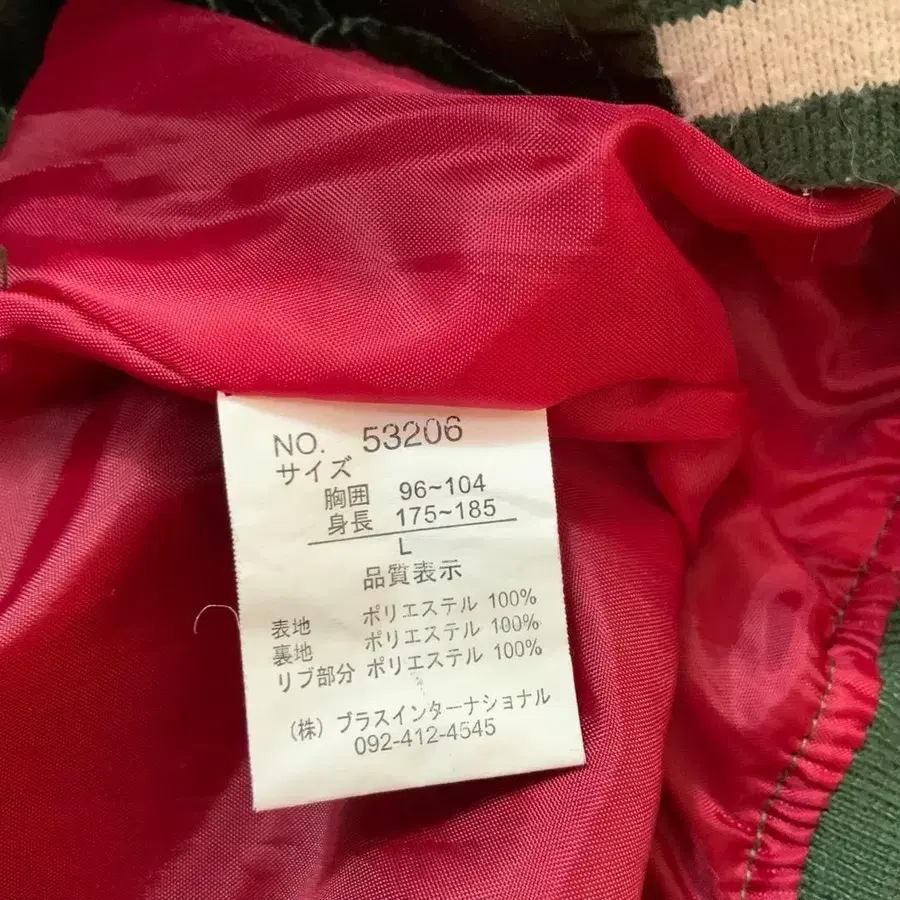 NO. 53206
サイズ
胸囲 96~104
身長 175~185
L
品質表示
表地 ポリエステル 100%
裏地 ポリエステル 100%
リブ部分 ポリエステル 100%
(株) プラスインターナショナル
092-412-4545